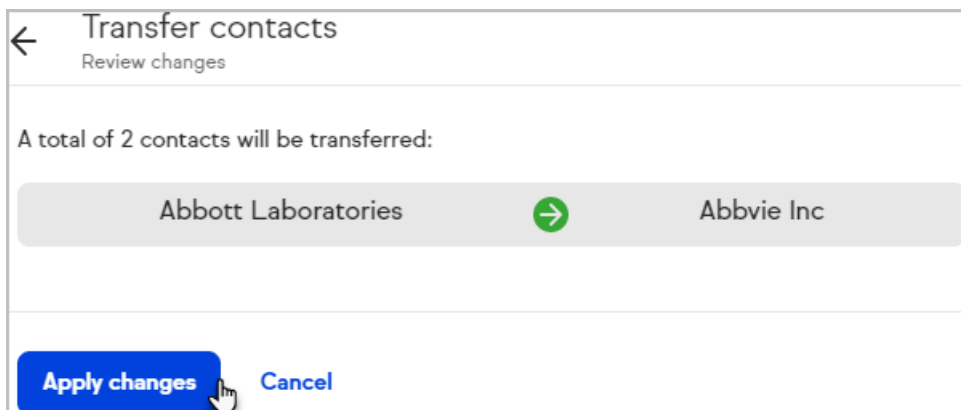 Transfer contacts
Review changes
A total of 2 contacts will be transferred:
Abbott Laboratories Abbvie Inc
Apply changes Cancel